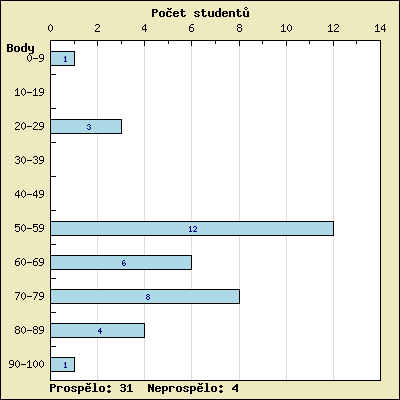 Počet studentů
0 2 4 6 8 10 12 14
Body
0-9 1
10-19
20-29 3
30-39
40-49
50-59 12
60-69 6
70-79 8
80-89 4
90-100 1
Prospělo: 31 Neprospělo: 4